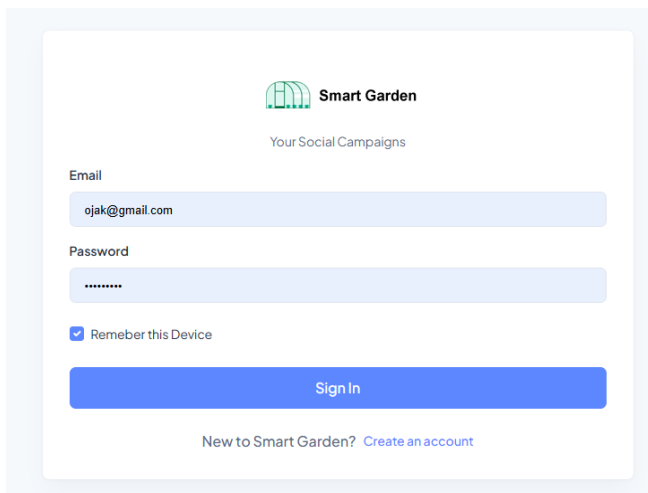 Smart Garden
Your Social Campaigns
Email
ojak@gmail.com
Password
•••••••••
Remeber this Device
Sign In
New to Smart Garden? Create an account